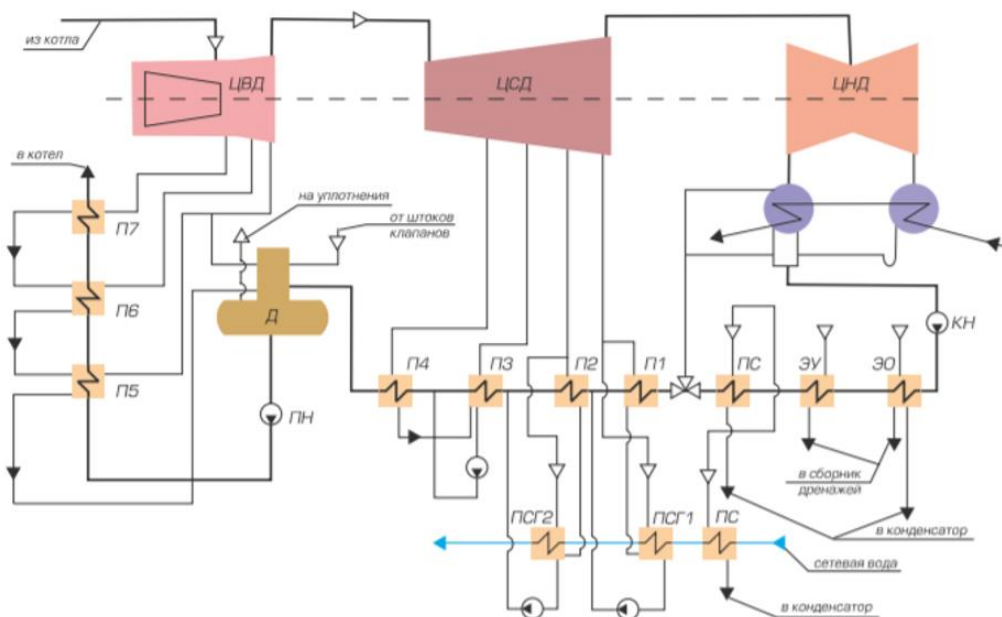 из котла
ЦВД
ЦСД
ЦНД
в котел
на уплотнения
от штоков
клапанов
П7
П6
П5
Д
ПН
КН
П4
П3
П2
П1
ПС
ЭУ
ЭО
в сборник
дренажей
ПСГ2
ПСГ1
ПС
в конденсатор
сетевая вода
в конденсатор